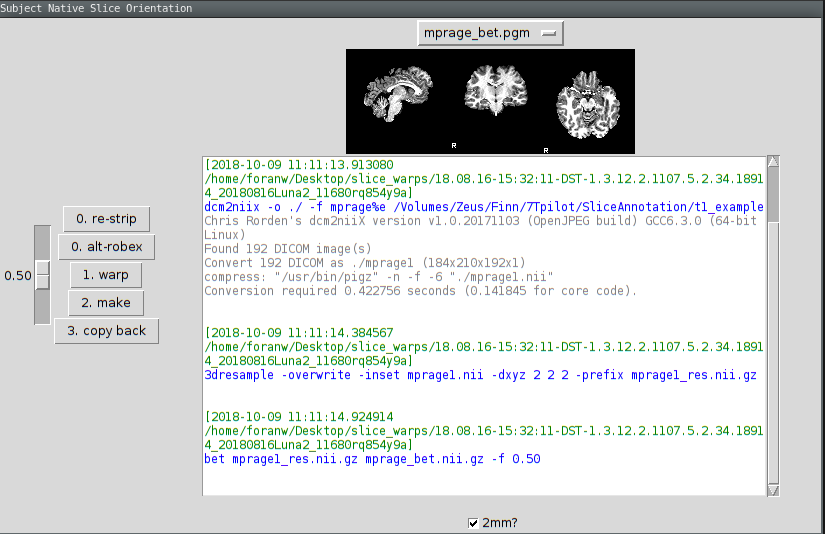 Subject Native Slice Orientation
mprage_bet.pgm
R
R
[2018-10-09 11:11:13.913080
/home/foranw/Desktop/slice_warps/18.08.16-15:32:11-DST-1.3.12.2.1107.5.2.34.1891
4_20180816Luna2_11680rq854y9a]
dcm2niix -o ./ -f mprage%e /Volumes/Zeus/Finn/7Tpilot/SliceAnnotation/t1_example
Chris Rorden's dcm2niiX version v1.0.20171103 (OpenJPEG build) GCC6.3.0 (64-bit
Linux)
Found 192 DICOM image(s)
Convert 192 DICOM as ./mprage1 (184x210x192x1)
compress: "/usr/bin/pigz" -n -f -6 "./mprage1.nii"
Conversion required 0.422756 seconds (0.141845 for core code).
[2018-10-09 11:11:14.384567
/home/foranw/Desktop/slice_warps/18.08.16-15:32:11-DST-1.3.12.2.1107.5.2.34.1891
4_20180816Luna2_11680rq854y9a]
3dresample -overwrite -inset mprage1.nii -dxyz 2 2 2 -prefix mprage1_res.nii.gz
[2018-10-09 11:11:14.924914
/home/foranw/Desktop/slice_warps/18.08.16-15:32:11-DST-1.3.12.2.1107.5.2.34.1891
4_20180816Luna2_11680rq854y9a]
bet mprage1_res.nii.gz mprage_bet.nii.gz -f 0.50
0.50
0. re-strip
0. alt-robex
1. warp
2. make
3. copy back
2mm?